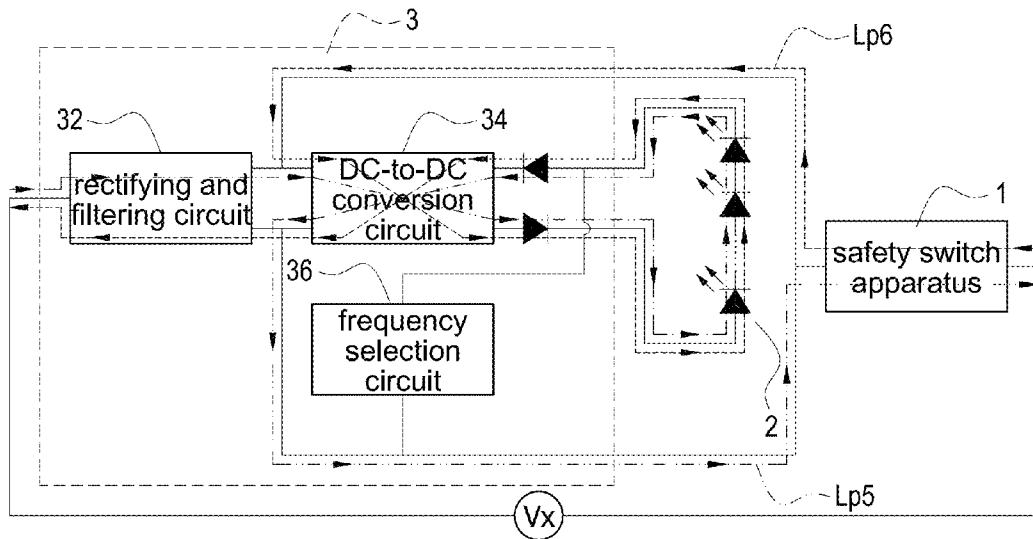 3
Lp6
32
34
rectifying and
filtering circuit
DC-to-DC
conversion
circuit
1
safety switch
apparatus
36
frequency
selection
circuit
2
Lp5
Vx